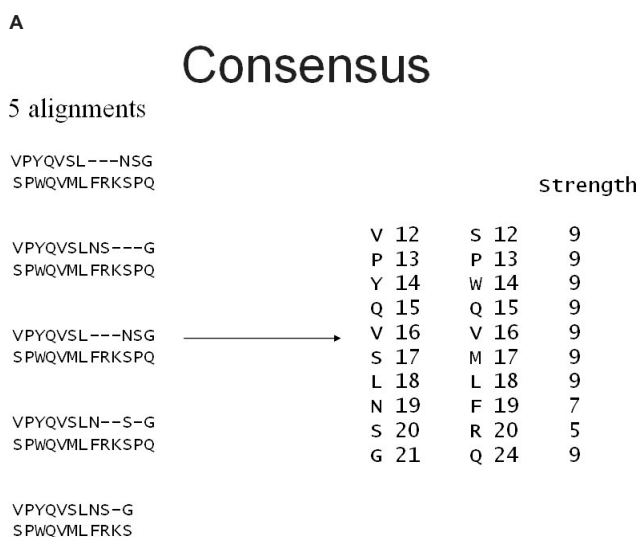 A
Consensus
5 alignments
VPYQVSL---NSG
SPWQVMLFRKSPQ
VPYQVSLNS---G
SPWQVMLFRKSPQ
VPYQVSL---NSG
SPWQVMLFRKSPQ
VPYQVSLN--S-G
SPWQVMLFRKSPQ
VPYQVSLNS-G
SPWQVMLFRKS
Strength
V 12 S 12 9
P 13 P 13 9
Y 14 W 14 9
Q 15 Q 15 9
V 16 V 16 9
S 17 M 17 9
L 18 L 18 9
N 19 F 19 7
S 20 R 20 5
G 21 Q 24 9